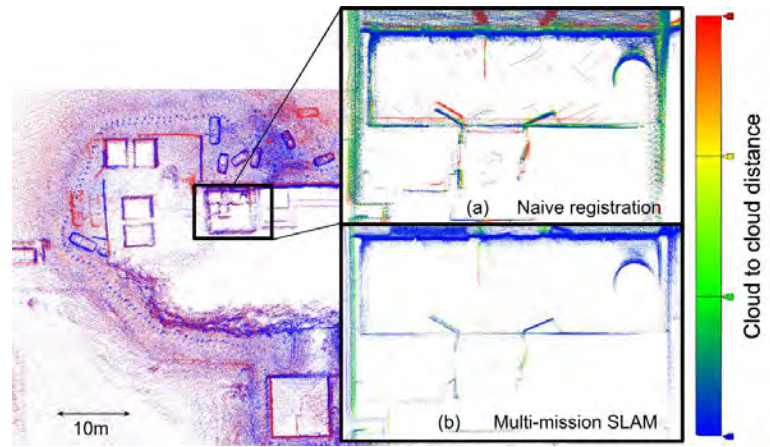 (a) Naive registration
(b) Multi-mission SLAM
10m
Cloud to cloud distance